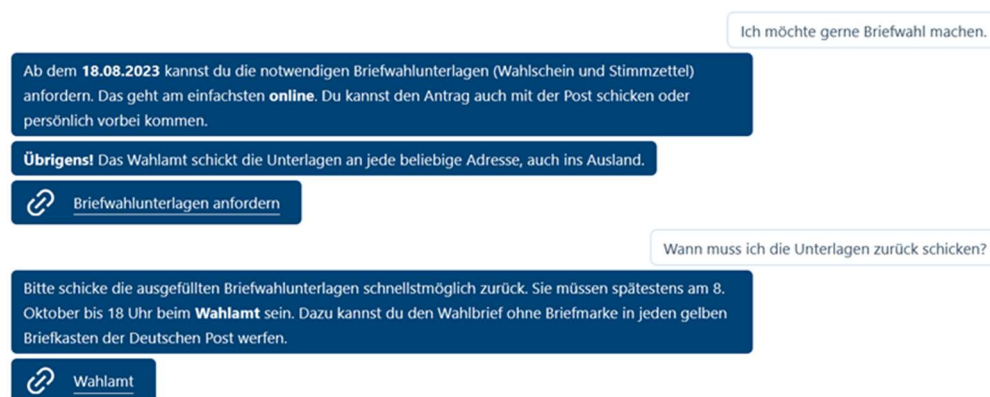 Ich möchte gerne Briefwahl machen.
Ab dem 18.08.2023 kannst du die notwendigen Briefwahlunterlagen (Wahlschein und Stimmzettel)
anfordern. Das geht am einfachsten online. Du kannst den Antrag auch mit der Post schicken oder
persönlich vorbei kommen.
Übrigens! Das Wahlamt schickt die Unterlagen an jede beliebige Adresse, auch ins Ausland.
Briefwahlunterlagen anfordern
Wann muss ich die Unterlagen zurück schicken?
Bitte schicke die ausgefüllten Briefwahlunterlagen schnellstmöglich zurück. Sie müssen spätestens am 8.
Oktober bis 18 Uhr beim Wahlamt sein. Dazu kannst du den Wahlbrief ohne Briefmarke in jeden gelben
Briefkasten der Deutschen Post werfen.
Wahlamt